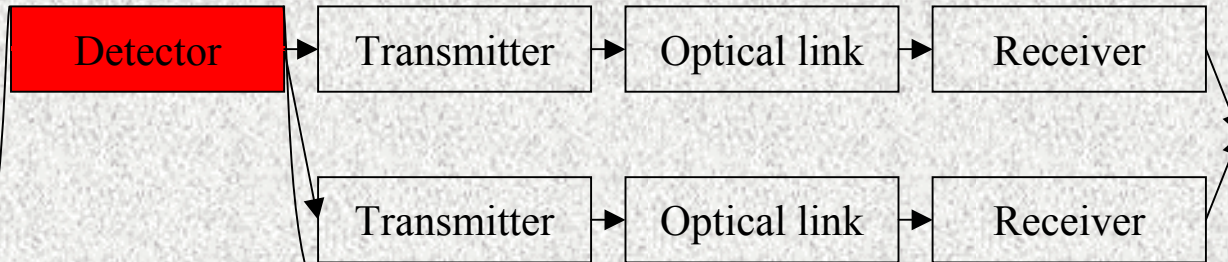 Detector Transmitter Optical link Receiver
Transmitter Optical link Receiver